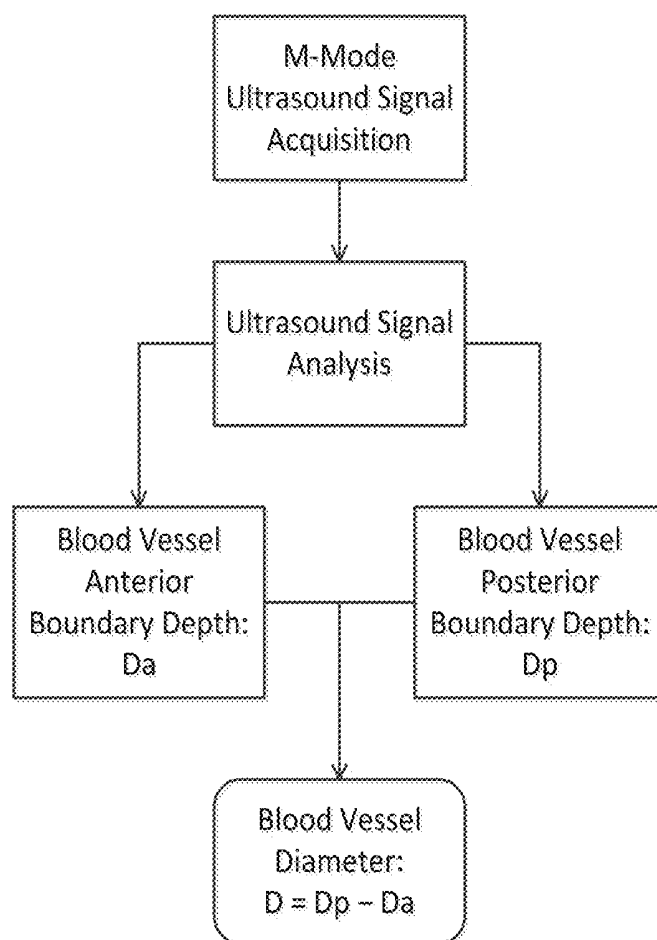 M-Mode
Ultrasound Signal
Acquisition
Ultrasound Signal
Analysis
Blood Vessel
Anterior
Boundary Depth:
Da
Blood Vessel
Posterior
Boundary Depth:
Dp
Blood Vessel
Diameter:
D = Dp – Da